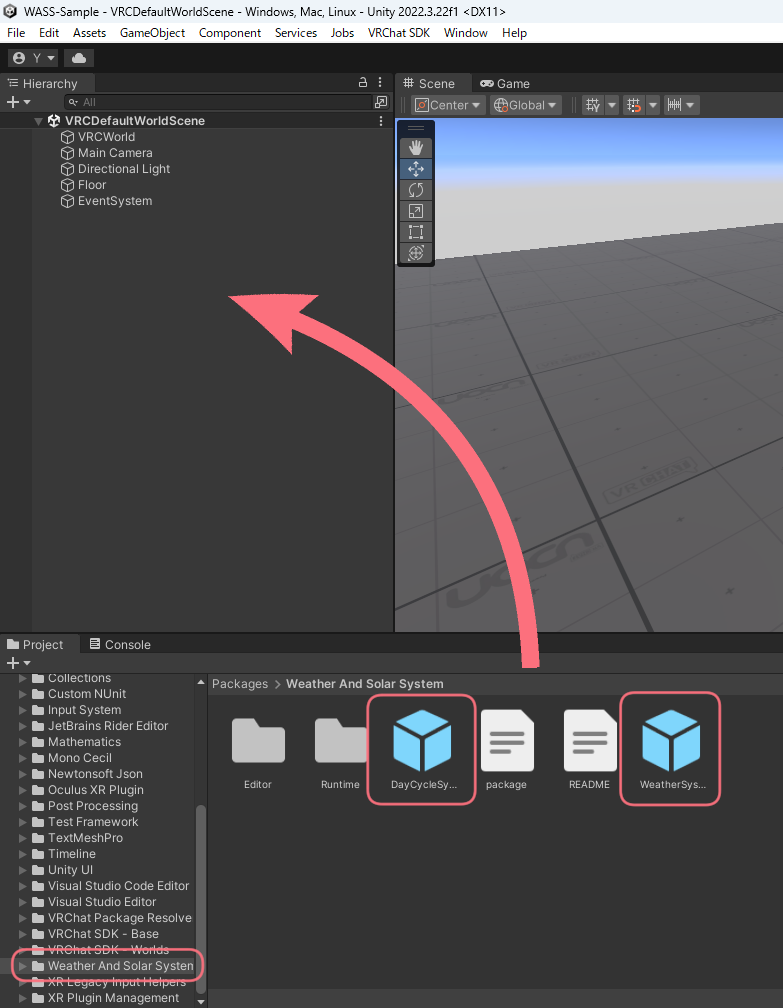 WASS-Sample - VRCDefaultWorldScene - Windows, Mac, Linux - Unity 2022.3.22f1 <DX11>
File Edit Assets GameObject Component Services Jobs VRChat SDK Window Help
Y
Hierarchy
All
VRCDefaultWorldScene
VRCWorld
Main Camera
Directional Light
Floor
EventSystem
Scene Game
Center Global
VRCHAT
Project Console
Collections
Custom NUnit
Input System
JetBrains Rider Editor
Mathematics
Mono Cecil
Newtonsoft Json
Oculus XR Plugin
Post Processing
Test Framework
TextMeshPro
Timeline
Unity UI
Visual Studio Code Editor
Visual Studio Editor
VRChat Package Resolve
VRChat SDK - Base
VRChat SDK - Worlds
Weather And Solar System
XR Legacy Input Helpers
XR Plugin Management
Packages > Weather And Solar System
Editor Runtime DayCycleSy... package README WeatherSys...